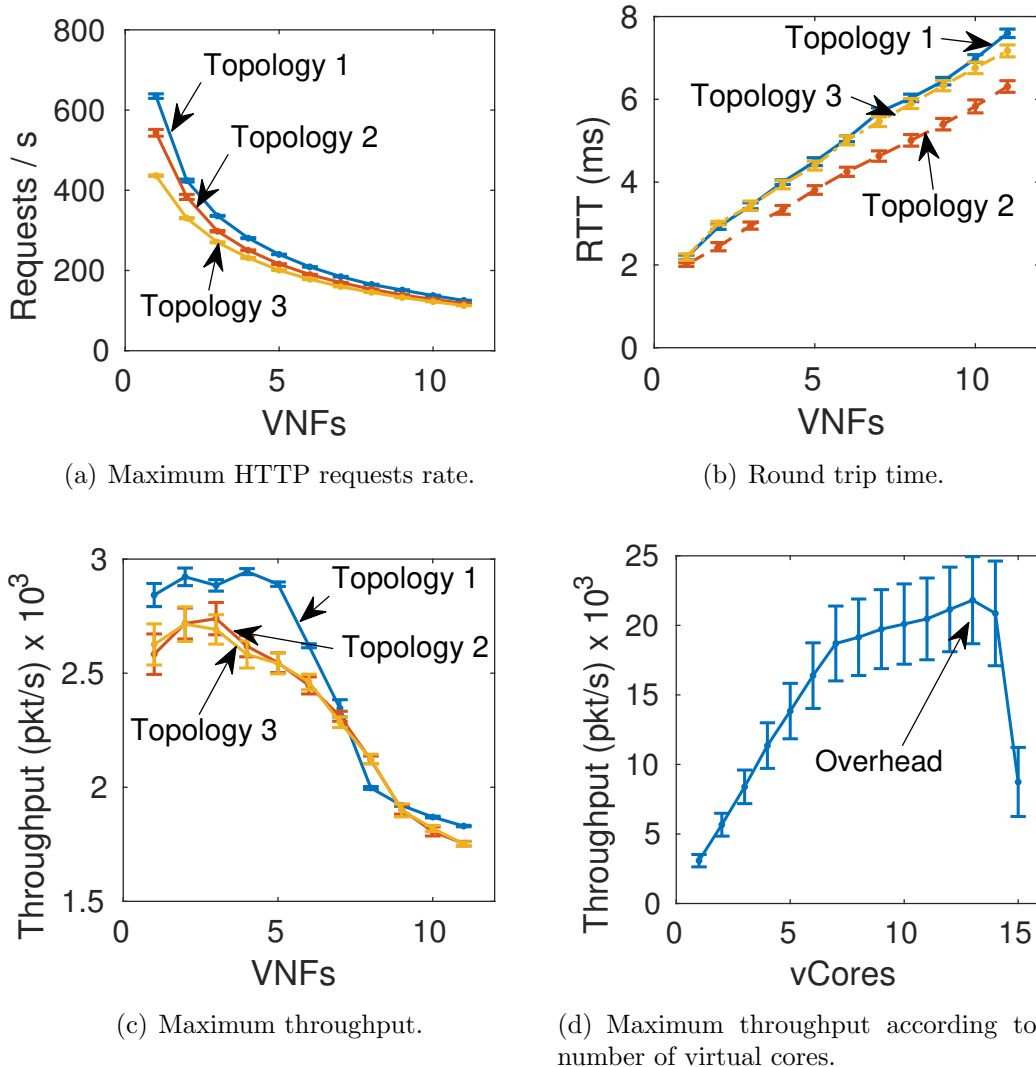 800
600
400
200
0
Requests / s
Topology 1
Topology 2
Topology 3
0 5 10
VNFs
(a) Maximum HTTP requests rate.
8
6
4
2
0
RTT (ms)
Topology 1
Topology 3
Topology 2
0 5 10
VNFs
(b) Round trip time.
3
2.5
2
1.5
Throughput (pkt/s) x 10^3
Topology 1
Topology 2
Topology 3
0 5 10
VNFs
(c) Maximum throughput.
25
20
15
10
5
0
Throughput (pkt/s) x 10^3
Overhead
0 5 10 15
vCores
(d) Maximum throughput according to
number of virtual cores.